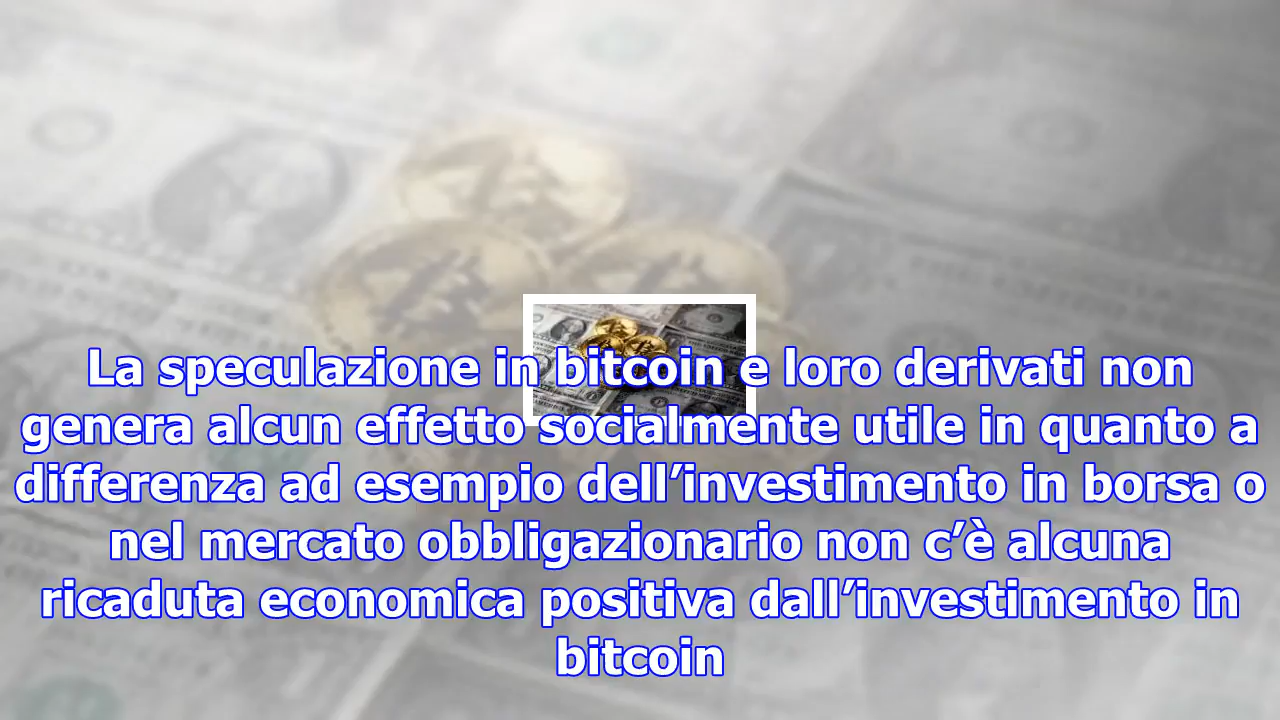 La speculazione in bitcoin e loro derivati non
genera alcun effetto socialmente utile in quanto a
differenza ad esempio dell’investimento in borsa o
nel mercato obbligazionario non c’è alcuna
ricaduta economica positiva dall’investimento in
bitcoin